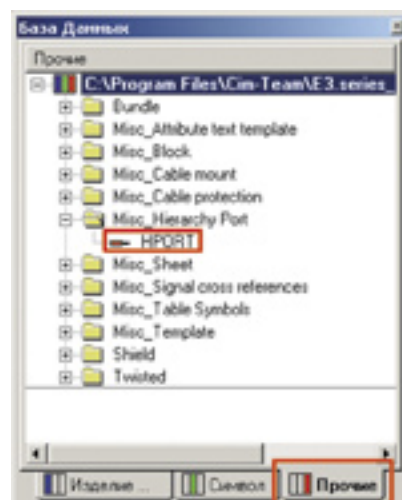 База Данных
Прочие
C:\Program Files\Cim-Team\E3.series_
Bundle
Misc_Attribute text template
Misc_Block
Misc_Cable mount
Misc_Cable protection
Misc_Hierarchy Port
HPORT
Misc_Sheet
Misc_Signal cross references
Misc_Table Symbols
Misc_Template
Shield
Twisted
Изделие ... Символ Прочие